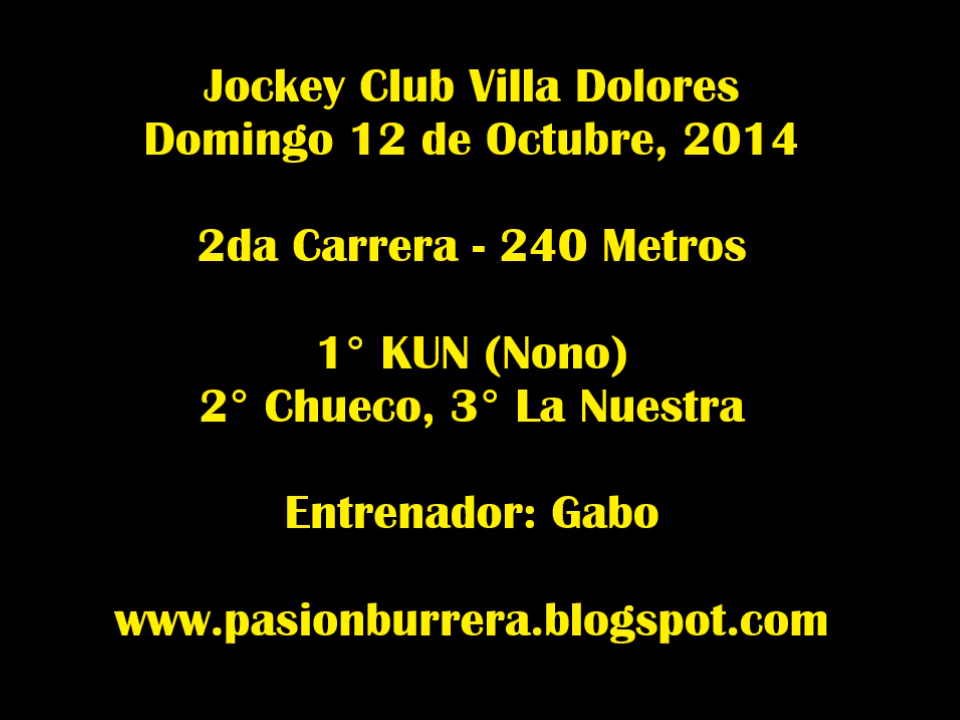 Jockey Club Villa Dolores
Domingo 12 de Octubre, 2014
2da Carrera - 240 Metros
1° KUN (Nono)
2° Chueco, 3° La Nuestra
Entrenador: Gabo
www.pasionburrera.blogspot.com